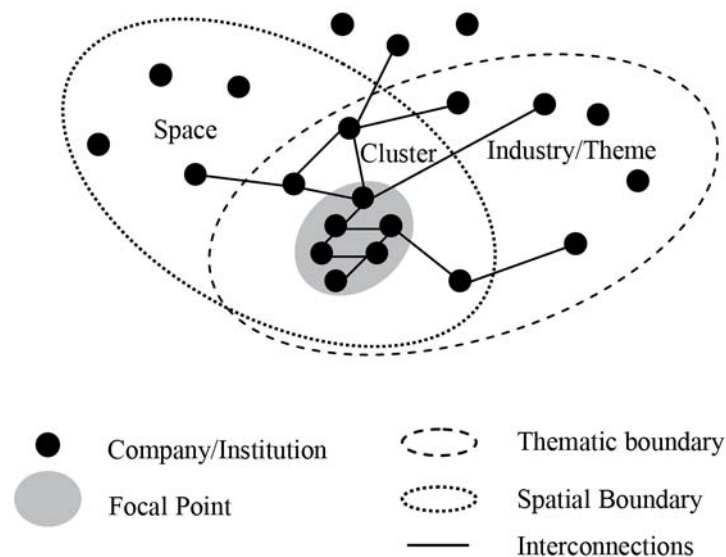 Space
Cluster
Industry/Theme
Company/Institution
Focal Point
Thematic boundary
Spatial Boundary
Interconnections